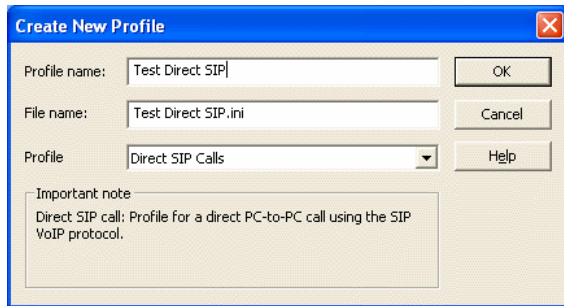 Create New Profile
Profile name: Test Direct SIP OK
File name: Test Direct SIP.ini Cancel
Profile Direct SIP Calls Help
Important note
Direct SIP call: Profile for a direct PC-to-PC call using the SIP
VoIP protocol.